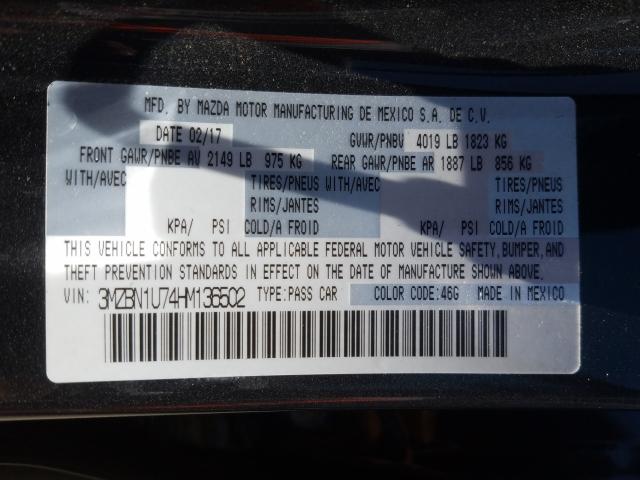 MFD. BY MAZDA MOTOR MANUFACTURING DE MEXICO S.A. DE C.V.
DATE 02/17 GVWR/PNBV 4019 LB 1823 KG
FRONT GAWR/PNBE AV 2149 LB 975 KG REAR GAWR/PNBE AR 1887 LB 856 KG
WITH/AVEC TIRES/PNEUS WITH/AVEC TIRES/PNEUS
RIMS/JANTES RIMS/JANTES
KPA/ PSI COLD/A FROID KPA/ PSI COLD/A FROID
THIS VEHICLE CONFORMS TO ALL APPLICABLE FEDERAL MOTOR VEHICLE SAFETY, BUMPER, AND
THEFT PREVENTION STANDARDS IN EFFECT ON THE DATE OF MANUFACTURE SHOWN ABOVE.
VIN: 3MZBN1U74HM136502 TYPE:PASS CAR COLOR CODE:46G MADE IN MEXICO